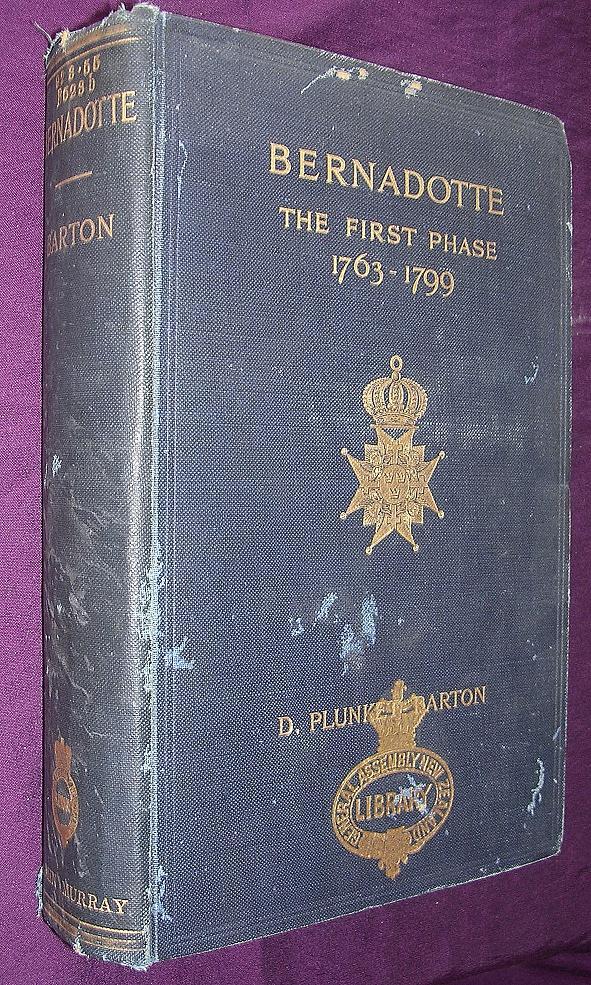 BERNADOTTE
THE FIRST PHASE
1763-1799
D. PLUNKET BARTON
GENERAL ASSEMBLY NEW ZEALAND
LIBRARY
BERNADOTTE
BARTON
MURRAY